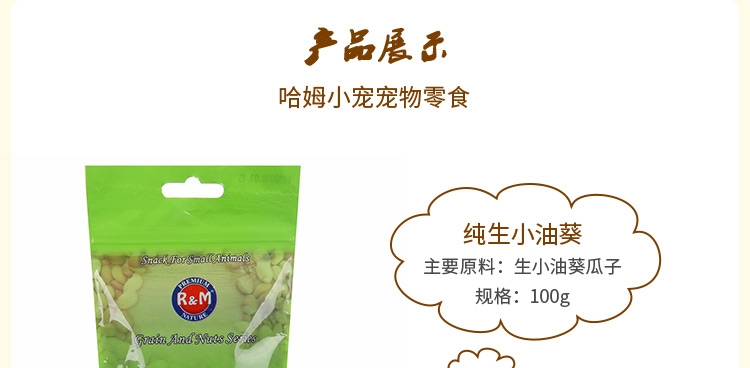 产品展示
哈姆小宠宠物零食
Snack For Small Animals
PREMIUM
R&M
NATURE
Grain And Nuts Series
纯生小油葵
主要原料：生小油葵瓜子
规格：100g